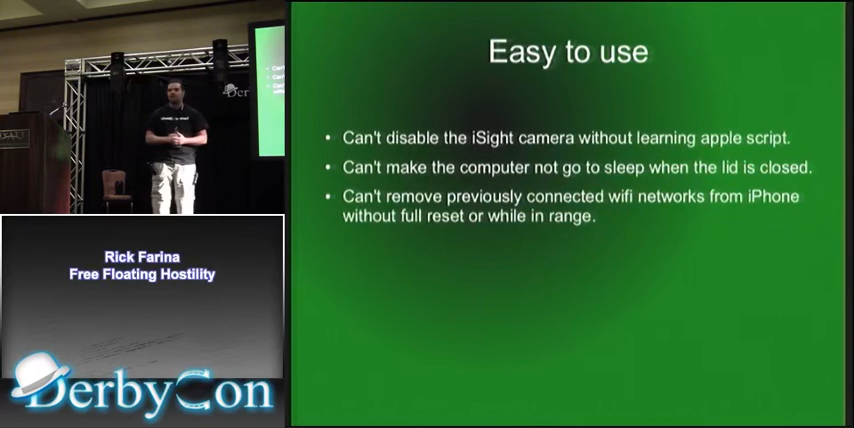 Easy to use
• Can't disable the iSight camera without learning apple script.
• Can't make the computer not go to sleep when the lid is closed.
• Can't remove previously connected wifi networks from iPhone
without full reset or while in range.
Rick Farina
Free Floating Hostility
DerbyCon